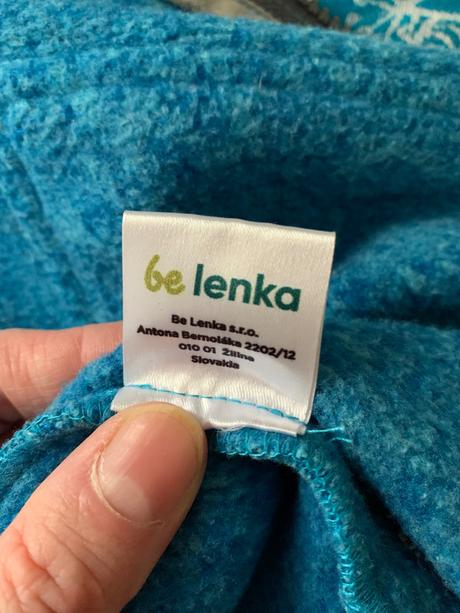 be lenka
Be Lenka s.r.o.
Antona Bernoláka 2202/12
010 01 Žilina
Slovakia